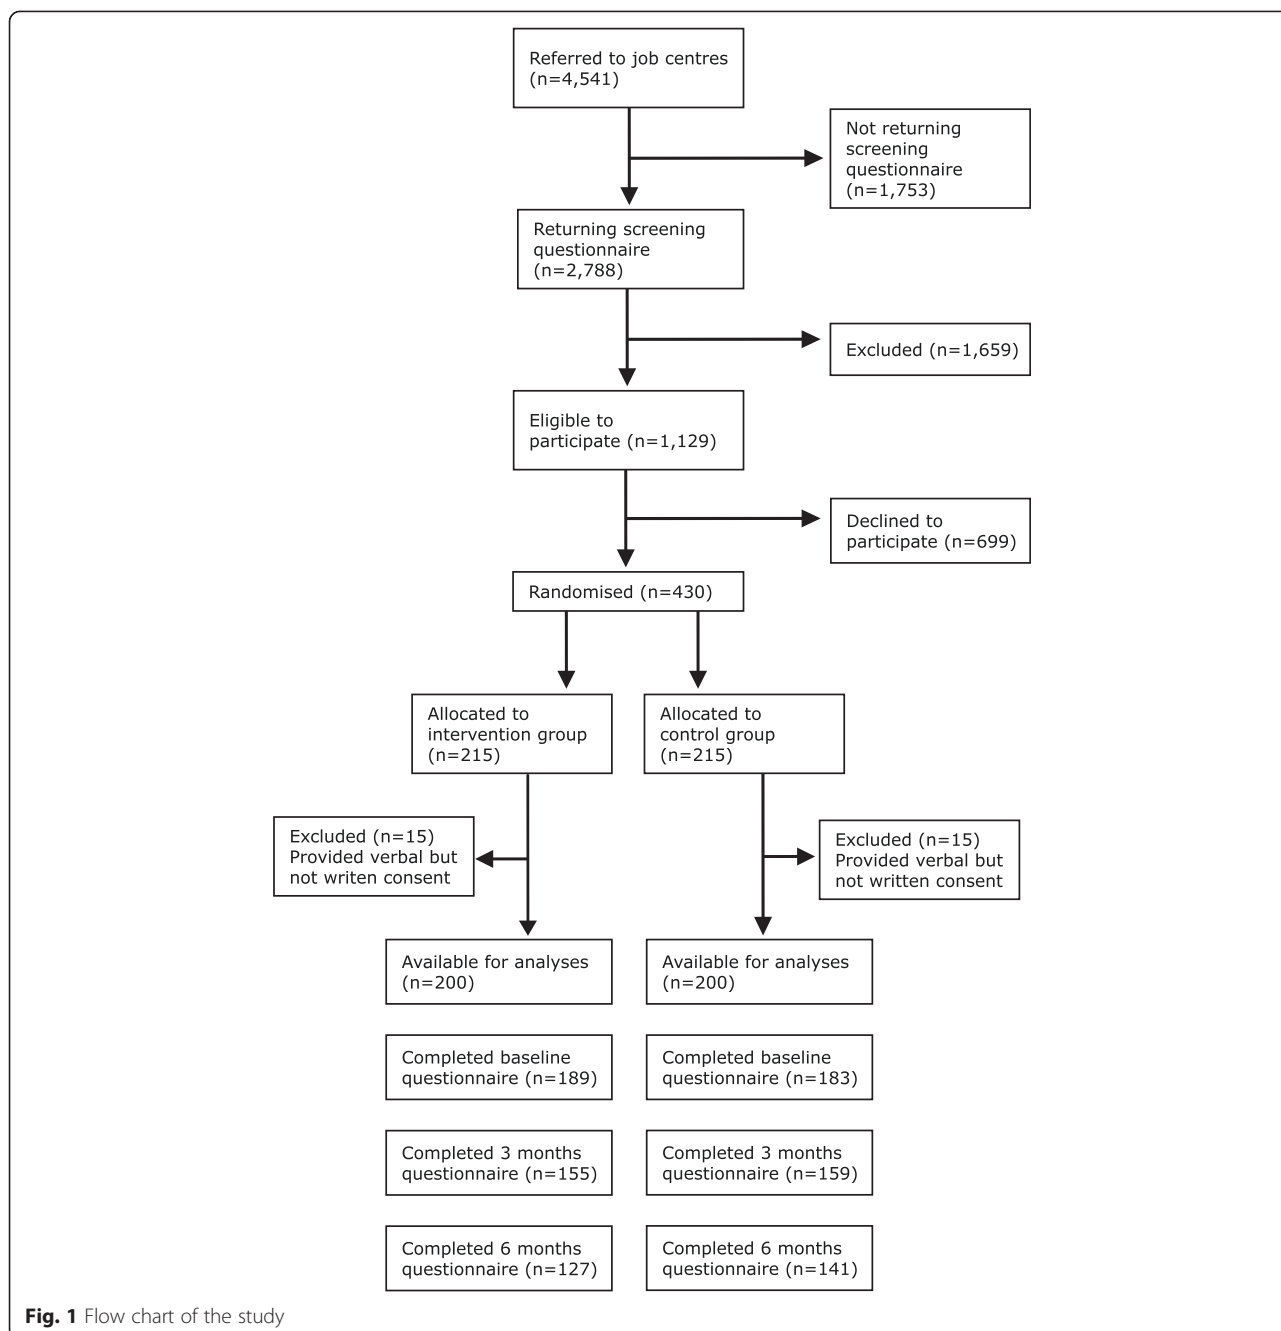 Referred to job centres
(n=4,541)
Not returning
screening
questionnaire
(n=1,753)
Returning screening
questionnaire
(n=2,788)
Excluded (n=1,659)
Eligible to
participate (n=1,129)
Declined to
participate (n=699)
Randomised (n=430)
Allocated to
intervention group
(n=215)
Allocated to
control group
(n=215)
Excluded (n=15)
Provided verbal but
not writen consent
Excluded (n=15)
Provided verbal but
not written consent
Available for analyses
(n=200)
Available for analyses
(n=200)
Completed baseline
questionnaire (n=189)
Completed baseline
questionnaire (n=183)
Completed 3 months
questionnaire (n=155)
Completed 3 months
questionnaire (n=159)
Completed 6 months
questionnaire (n=127)
Completed 6 months
questionnaire (n=141)
Fig. 1 Flow chart of the study